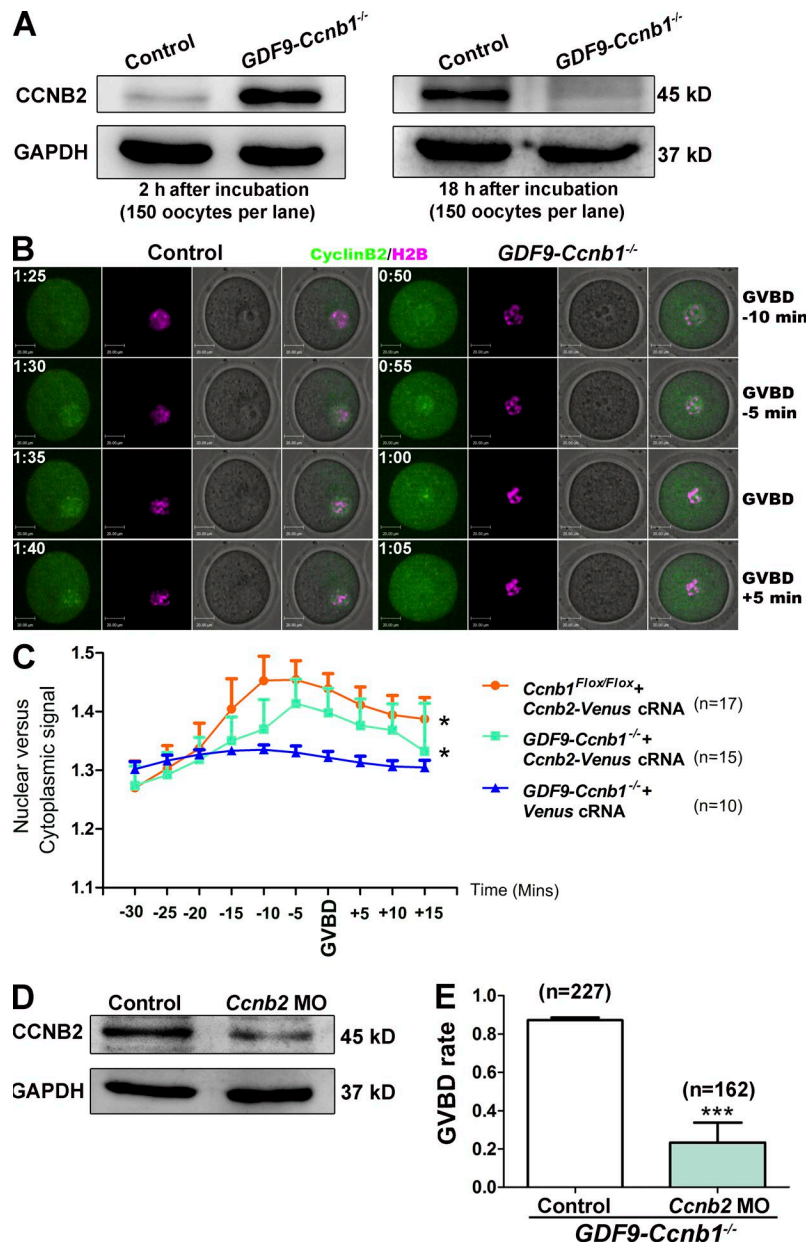 A
Control GDF9-Ccnb1-/- Control GDF9-Ccnb1-/-
CCNB2 45 kD
GAPDH 37 kD
2 h after incubation
(150 oocytes per lane)
18 h after incubation
(150 oocytes per lane)
B
Control CyclinB2/H2B GDF9-Ccnb1-/-
1:25 0:50 GVBD
-10 min
1:30 0:55 GVBD
-5 min
1:35 1:00 GVBD
1:40 1:05 GVBD
+5 min
C
Nuclear versus
Cytoplasmic signal
1.5
1.4
1.3
1.2
1.1
* *
-30 -25 -20 -15 -10 -5 GVBD +5 +10 +15
Time (Mins)
Ccnb1Flox/Flox+
Ccnb2-Venus cRNA (n=17)
GDF9-Ccnb1-/-+
Ccnb2-Venus cRNA (n=15)
GDF9-Ccnb1-/-+
Venus cRNA (n=10)
D
Control Ccnb2 MO
CCNB2 45 kD
GAPDH 37 kD
E
GVBD rate
1.0
0.8
0.6
0.4
0.2
0.0
(n=227)
(n=162)
***
Control Ccnb2 MO
GDF9-Ccnb1-/-